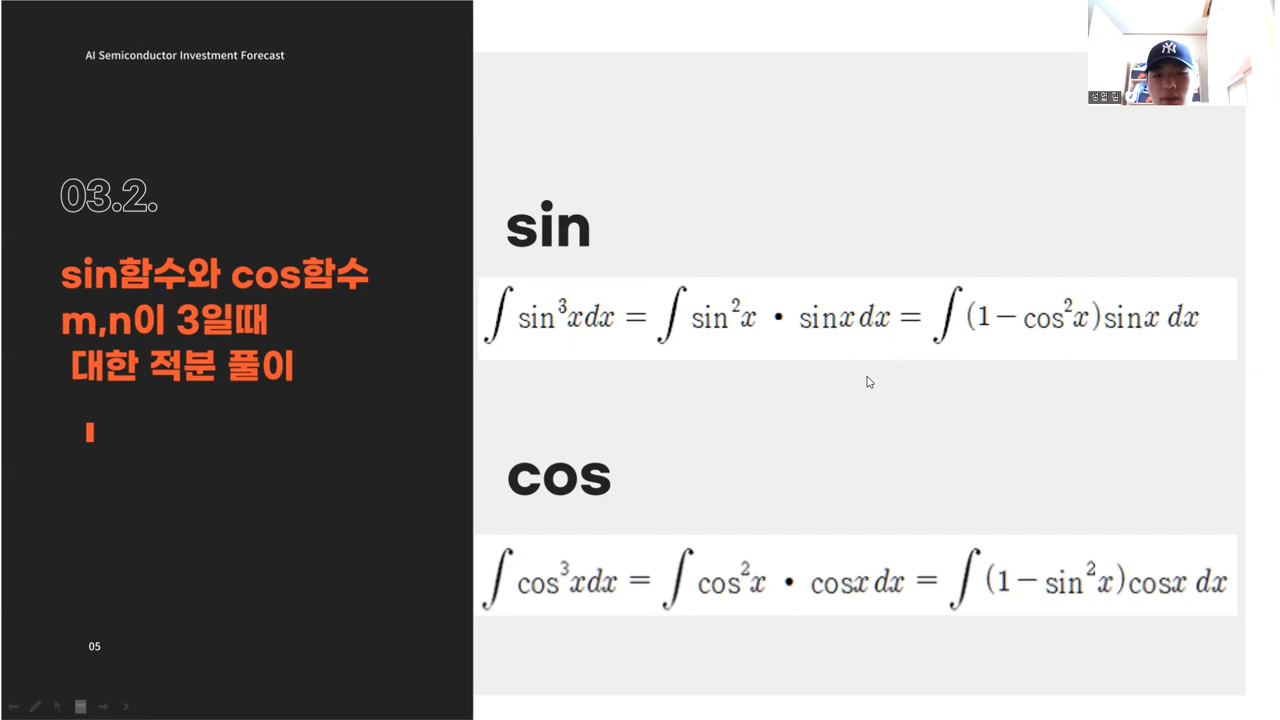 AI Semiconductor Investment Forecast
03.2.
sin함수와 cos함수
m,n이 3일때
대한 적분 풀이
05
sin
∫ sin³xdx = ∫ sin²x • sinx dx = ∫ (1 − cos²x)sinx dx
cos
∫ cos³xdx = ∫ cos²x • cosx dx = ∫ (1 − sin²x)cosx dx
NY